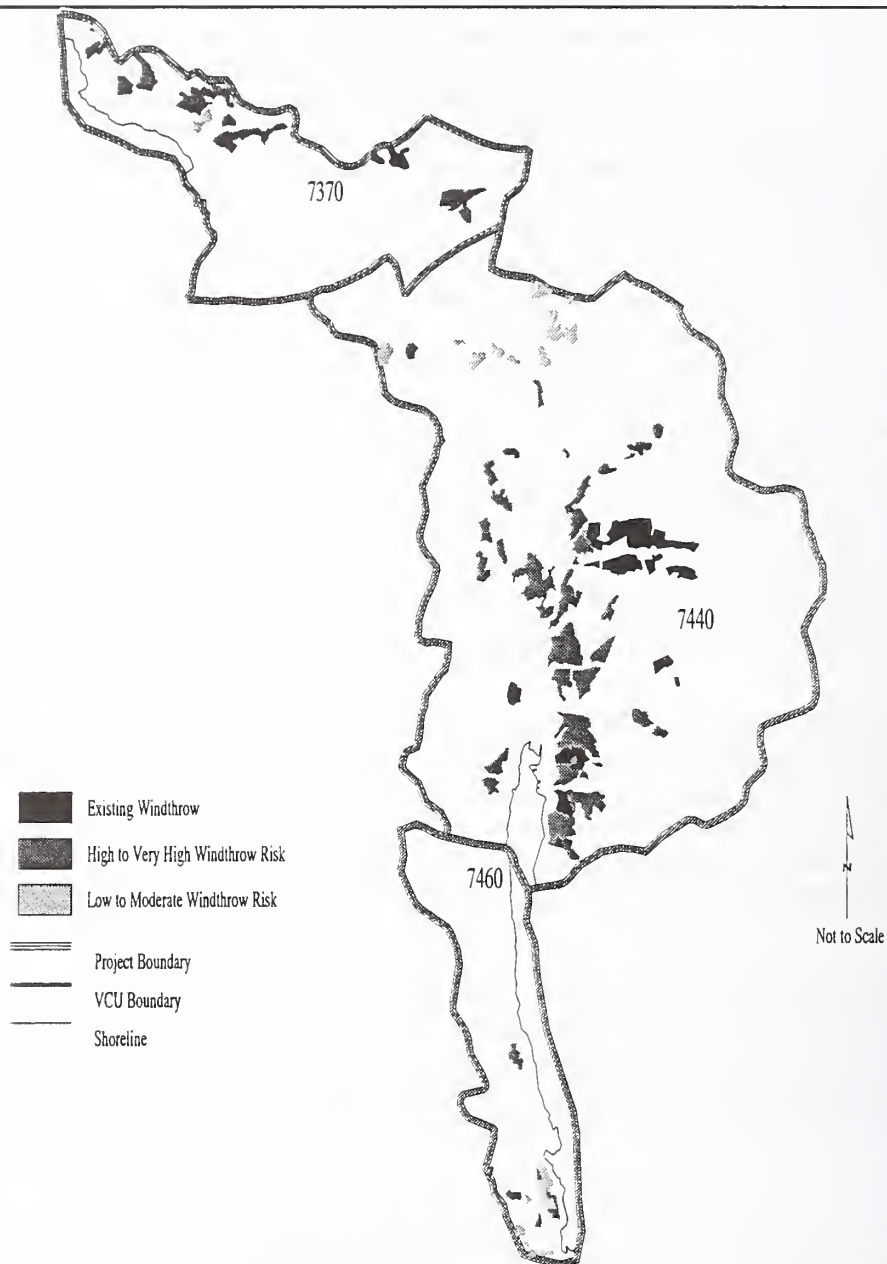 7370
7440
Existing Windthrow
High to Very High Windthrow Risk
Low to Moderate Windthrow Risk
Project Boundary
VCU Boundary
Shoreline
7460
N
Not to Scale